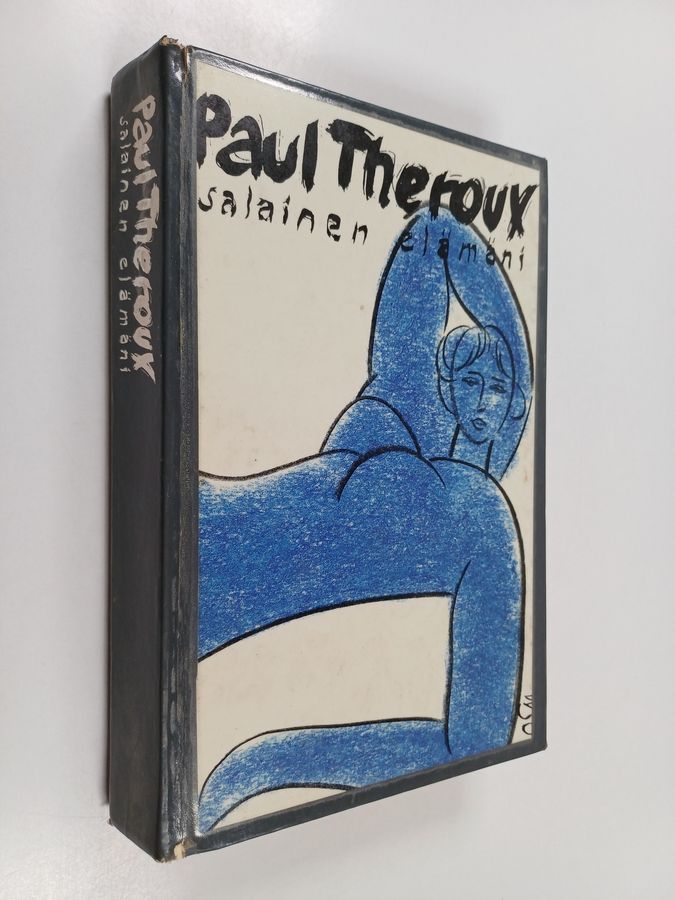 Paul Theroux
salainen elämäni
Paul Theroux
salainen elämäni